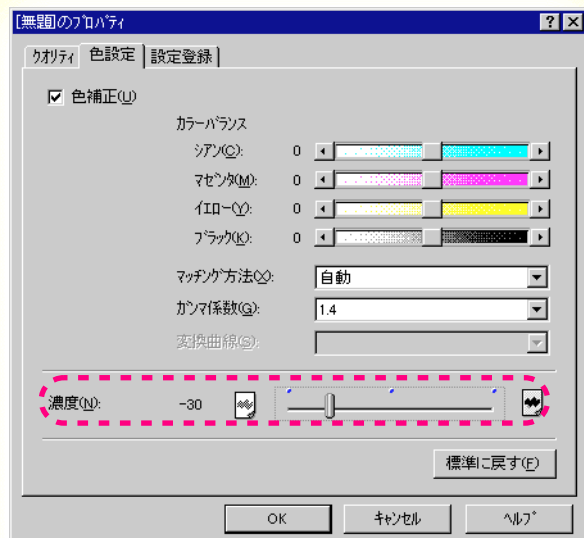 [無題]のﾌﾟﾛﾊﾟﾃｨ
ｸｵﾘﾃｨ 色設定 設定登録
色補正(U)
ｶﾗｰﾊﾞﾗﾝｽ
ｼｱﾝ(C): 0
ﾏｾﾞﾝﾀ(M): 0
ｲｴﾛｰ(Y): 0
ﾌﾞﾗｯｸ(K): 0
ﾏｯﾁﾝｸﾞ方法(X): 自動
ｶﾞﾝﾏ係数(G): 1.4
変換曲線(S):
濃度(N): -30
標準に戻す(F)
OK ｷｬﾝｾﾙ ﾍﾙﾌﾟ